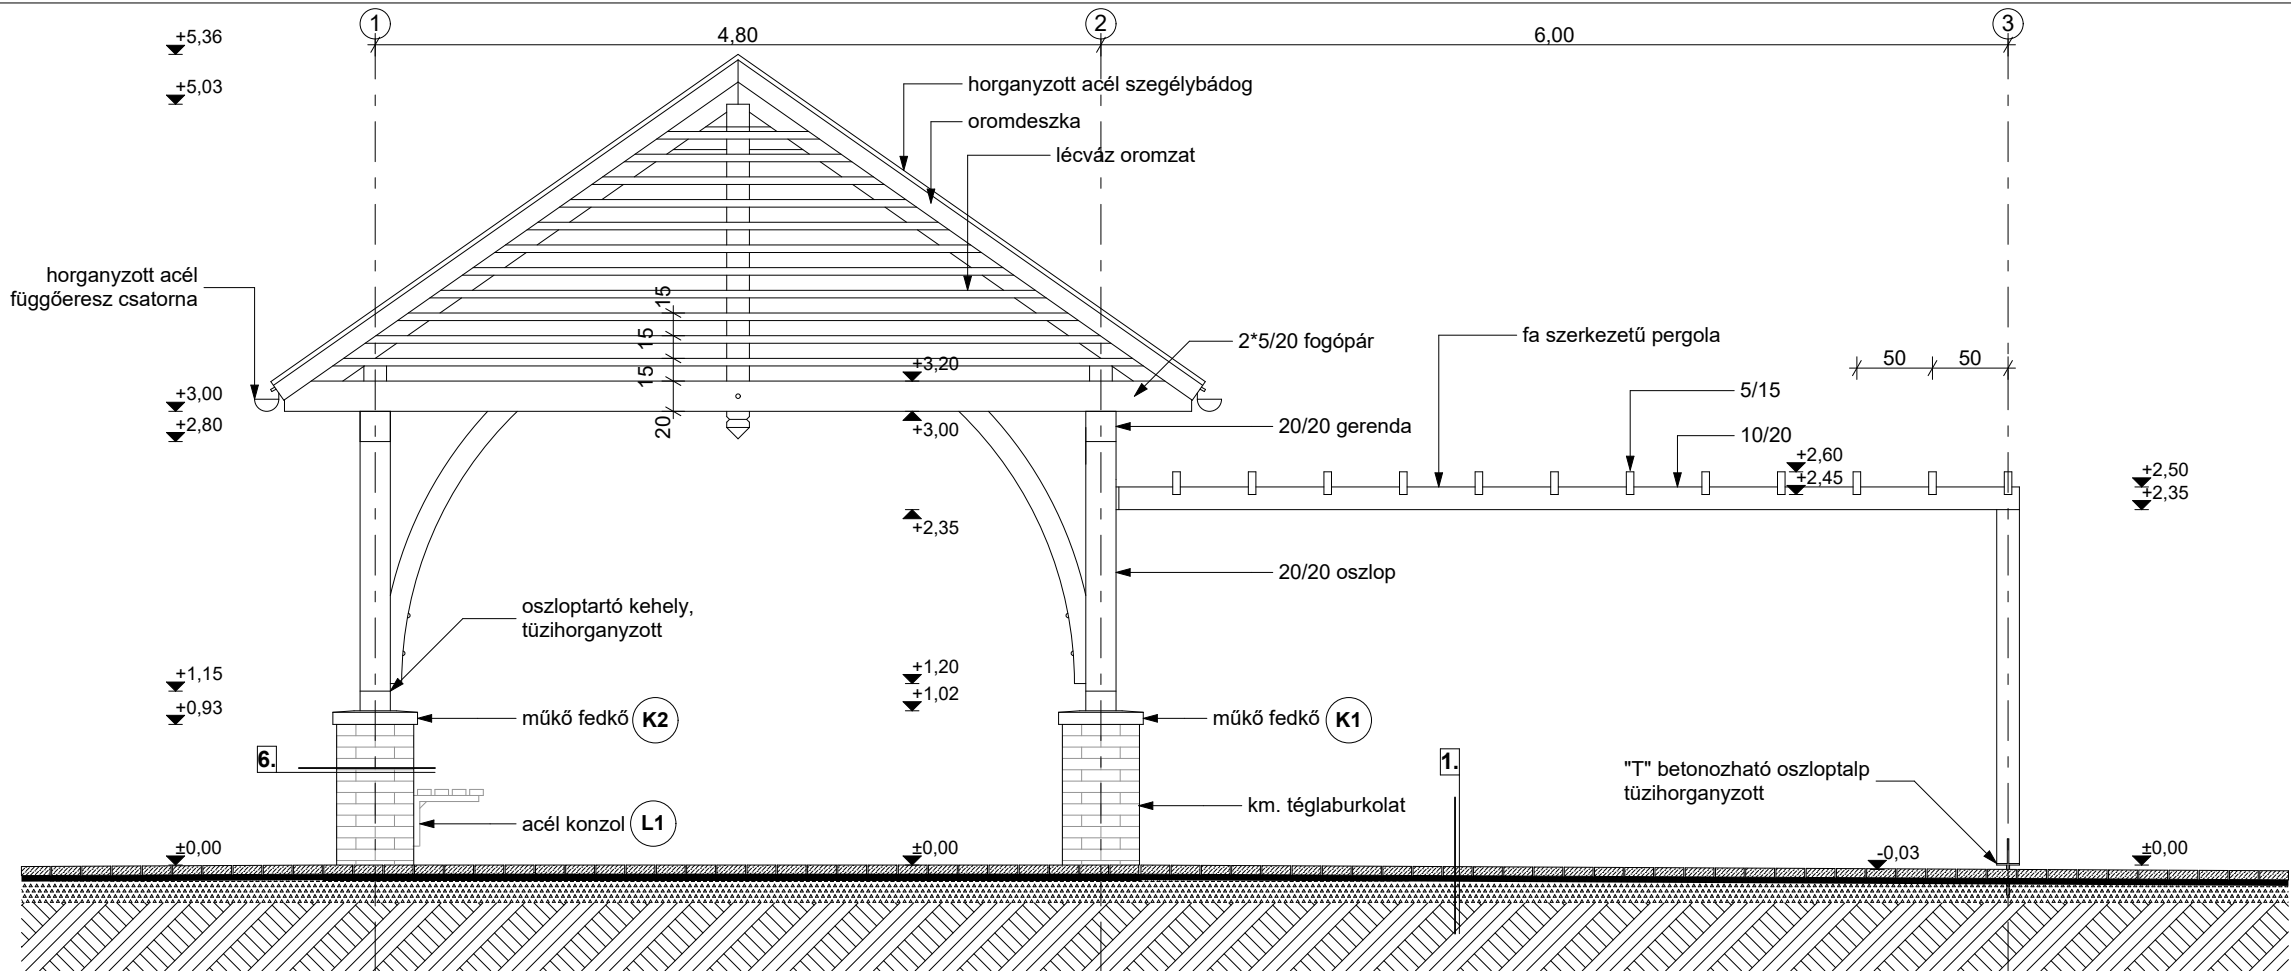 1
2
3
4,80
6,00
+5,36
+5,03
horganyzott acél szegélybádog
oromdeszka
lécváz oromzat
horganyzott acél
függőeresz csatorna
15
15
15
20
+3,20
+3,00
2*5/20 fogópár
fa szerkezetű pergola
50
50
+3,00
+2,80
20/20 gerenda
5/15
10/20
+2,60
+2,45
+2,50
+2,35
+2,35
20/20 oszlop
oszloptartó kehely,
tüzihorganyzott
+1,15
+0,93
+1,20
+1,02
műkő fedkő K2
műkő fedkő K1
6.
1.
"T" betonozható oszloptalp
tüzihorganyzott
km. téglaburkolat
acél konzol L1
±0,00
±0,00
-0,03
±0,00